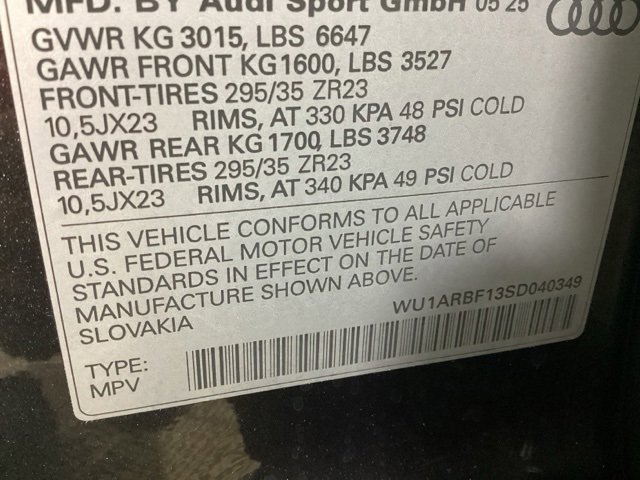 MFD. BY Audi Sport GmbH 05 25
GVWR KG 3015, LBS 6647
GAWR FRONT KG1600, LBS 3527
FRONT-TIRES 295/35 ZR23
10,5JX23 RIMS, AT 330 KPA 48 PSI COLD
GAWR REAR KG 1700, LBS 3748
REAR-TIRES 295/35 ZR23
10,5JX23 RIMS, AT 340 KPA 49 PSI COLD
THIS VEHICLE CONFORMS TO ALL APPLICABLE
U.S. FEDERAL MOTOR VEHICLE SAFETY
STANDARDS IN EFFECT ON THE DATE OF
MANUFACTURE SHOWN ABOVE.
SLOVAKIA WU1ARBF13SD040349
TYPE:
MPV